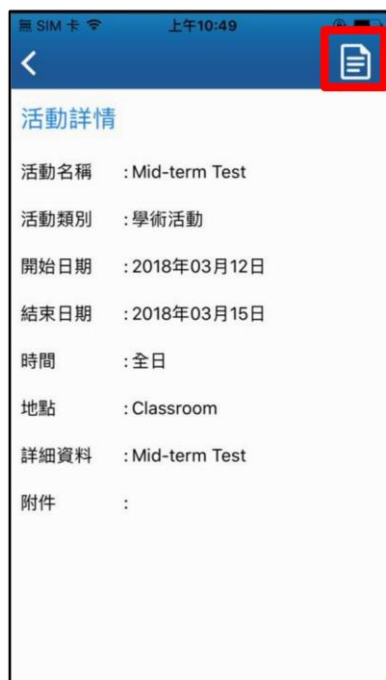 無 SIM 卡 上午10:49
活動詳情
活動名稱 : Mid-term Test
活動類別 : 學術活動
開始日期 : 2018年03月12日
結束日期 : 2018年03月15日
時間 : 全日
地點 : Classroom
詳細資料 : Mid-term Test
附件 :